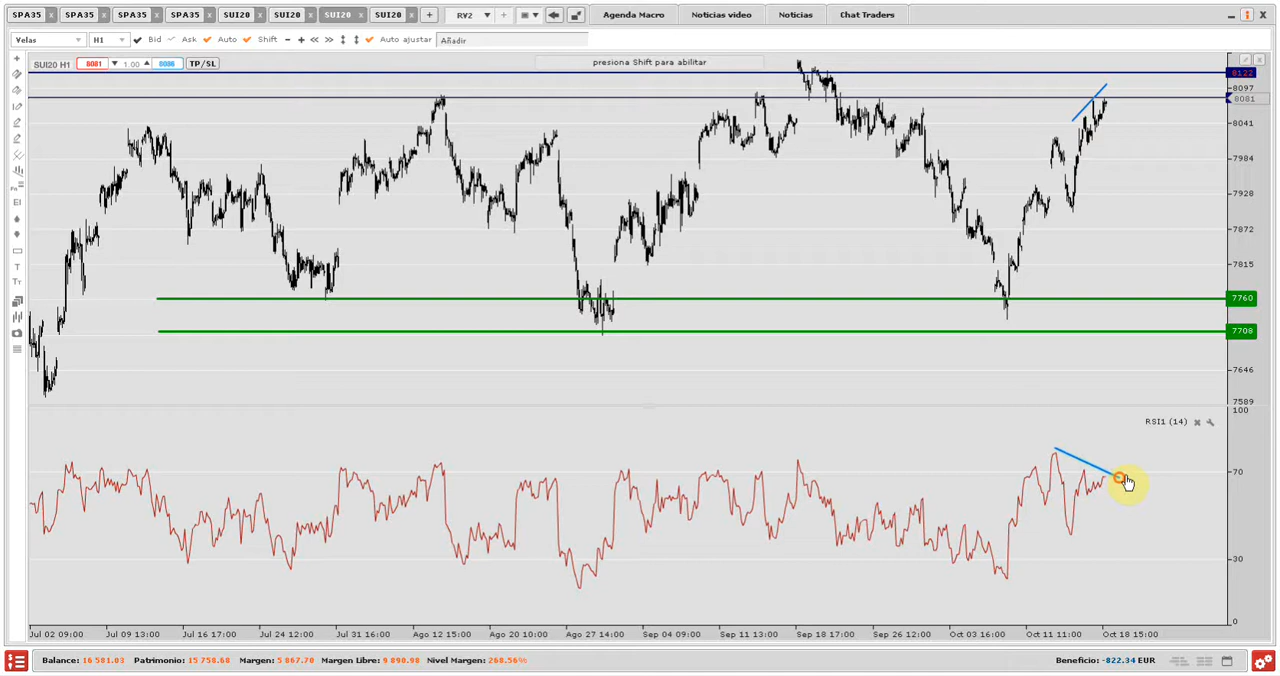 SPA35 x SPA35 x SPA35 x SPA35 x SUI20 x SUI20 x SUI20 x SUI20 x + Agenda Macro Noticias video Noticias Chat Traders
Velas H1 Bid Ask Auto Shift Auto ajustar Añadir
SUI20 H1 8081 1.00 8086 TP/SL presiona Shift para abilitar
8122
8097
8081
8041
7984
7928
7872
7815
7760
7708
7646
7589
100
RSI1 (14)
70
30
0
Jul 02 09:00 Jul 09 13:00 Jul 16 17:00 Jul 24 12:00 Jul 31 16:00 Ago 12 15:00 Ago 20 10:00 Ago 27 14:00 Sep 04 09:00 Sep 11 13:00 Sep 18 17:00 Sep 26 12:00 Oct 03 16:00 Oct 11 11:00 Oct 18 15:00
Balance: 16 581.03 Patrimonio: 15 758.68 Margen: 5 867.70 Margen Libre: 9 890.98 Nivel Margen: 268.56% Beneficio: -822.34 EUR